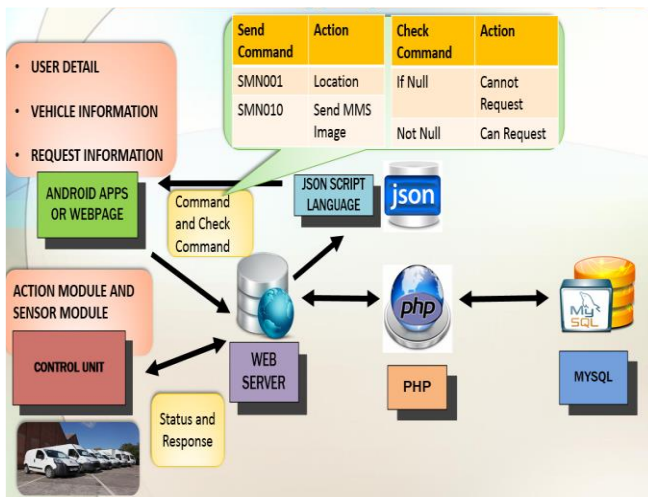 Send Command
Action
Check Command
Action
SMN001
Location
If Null
Cannot Request
SMN010
Send MMS Image
Not Null
Can Request
• USER DETAIL
• VEHICLE INFORMATION
• REQUEST INFORMATION
ANDROID APPS
OR WEBPAGE
Command
and Check
Command
JSON SCRIPT
LANGUAGE
json
ACTION MODULE AND
SENSOR MODULE
CONTROL UNIT
WEB
SERVER
php
PHP
My
SQL
MYSQL
Status and
Response